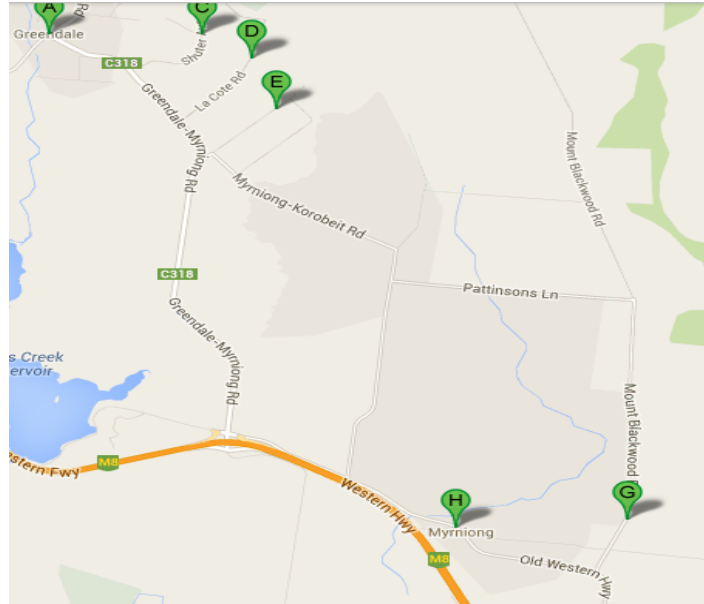 A
Rd
C
Greendale
D
Shuter
C318
E
La Cote Rd
Greendale-Myrniong Rd
Mount Blackwood Rd
Myrniong-Korobeit Rd
C318
Pattinsons Ln
Greendale-Myrniong Rd
s Creek
ervoir
Mount Blackwood R
M8
estern Fwy
Western Hwy
H
G
Myrniong
M8
Old Western Hwy